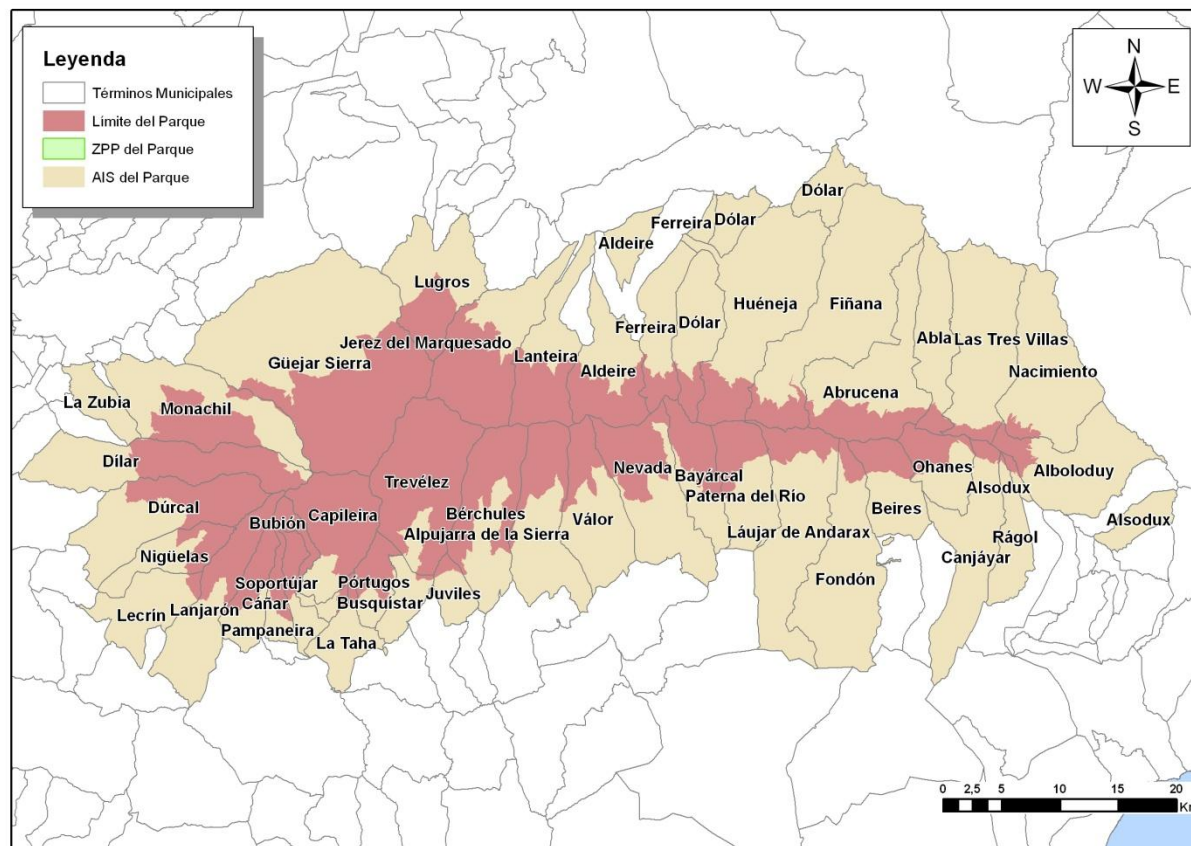 Leyenda
Términos Municipales
Límite del Parque
ZPP del Parque
AIS del Parque
N
W E
S
Dólar
Ferreira
Dólar
Aldeire
Lugros
Huéneja
Fiñana
Ferreira
Dólar
Jerez del Marquesado
Abla
Las Tres Villas
Lanteira
Güejar Sierra
Aldeire
Nacimiento
Abrucena
La Zubia
Monachil
Dílar
Nevada
Ohanes
Alboloduy
Trevélez
Bayárcal
Alsodux
Paterna del Río
Dúrcal
Capileira
Bérchules
Beires
Bubión
Válor
Alsodux
Alpujarra de la Sierra
Láujar de Andarax
Rágol
Nigüelas
Canjáyar
Soportújar
Pórtugos
Fondón
Juviles
Cáñar
Busquístar
Lanjarón
Lecrín
Pampaneira
La Taha
0 2,5 5 10 15 20
Km